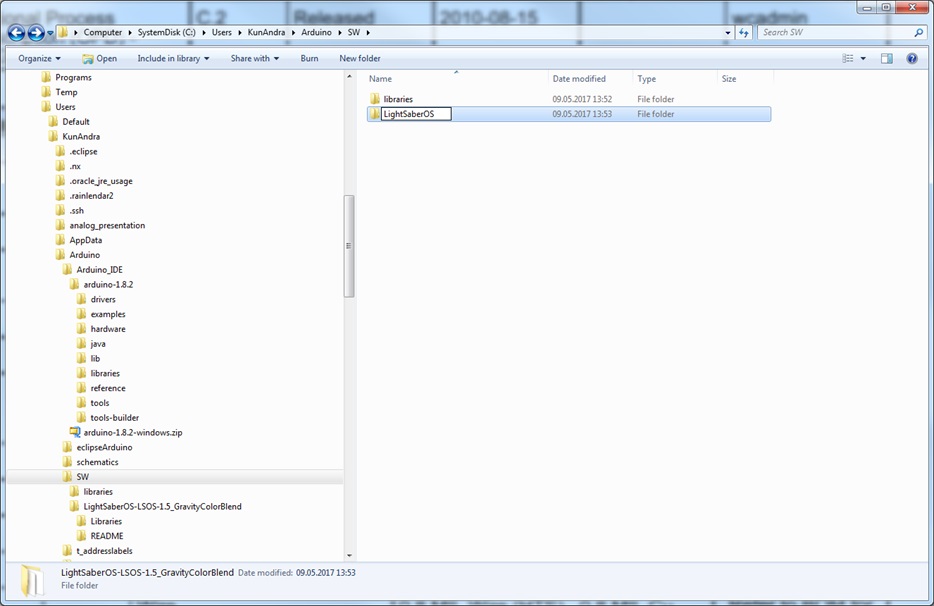 onal Process C.2 Released 2010-08-15 wcadmin
Computer SystemDisk (C:) Users KunAndra Arduino SW Search SW
Organize Open Include in library Share with Burn New folder
Programs
Temp
Users
Default
KunAndra
.eclipse
.nx
.oracle_jre_usage
.rainlendar2
.ssh
analog_presentation
AppData
Arduino
Arduino_IDE
arduino-1.8.2
drivers
examples
hardware
java
lib
libraries
reference
tools
tools-builder
arduino-1.8.2-windows.zip
eclipseArduino
schematics
SW
libraries
LightSaberOS-LSOS-1.5_GravityColorBlend
Libraries
README
t_addresslabels
Name Date modified Type Size
libraries 09.05.2017 13:52 File folder
LightSaberOS 09.05.2017 13:53 File folder
LightSaberOS-LSOS-1.5_GravityColorBlend Date modified: 09.05.2017 13:53
File folder